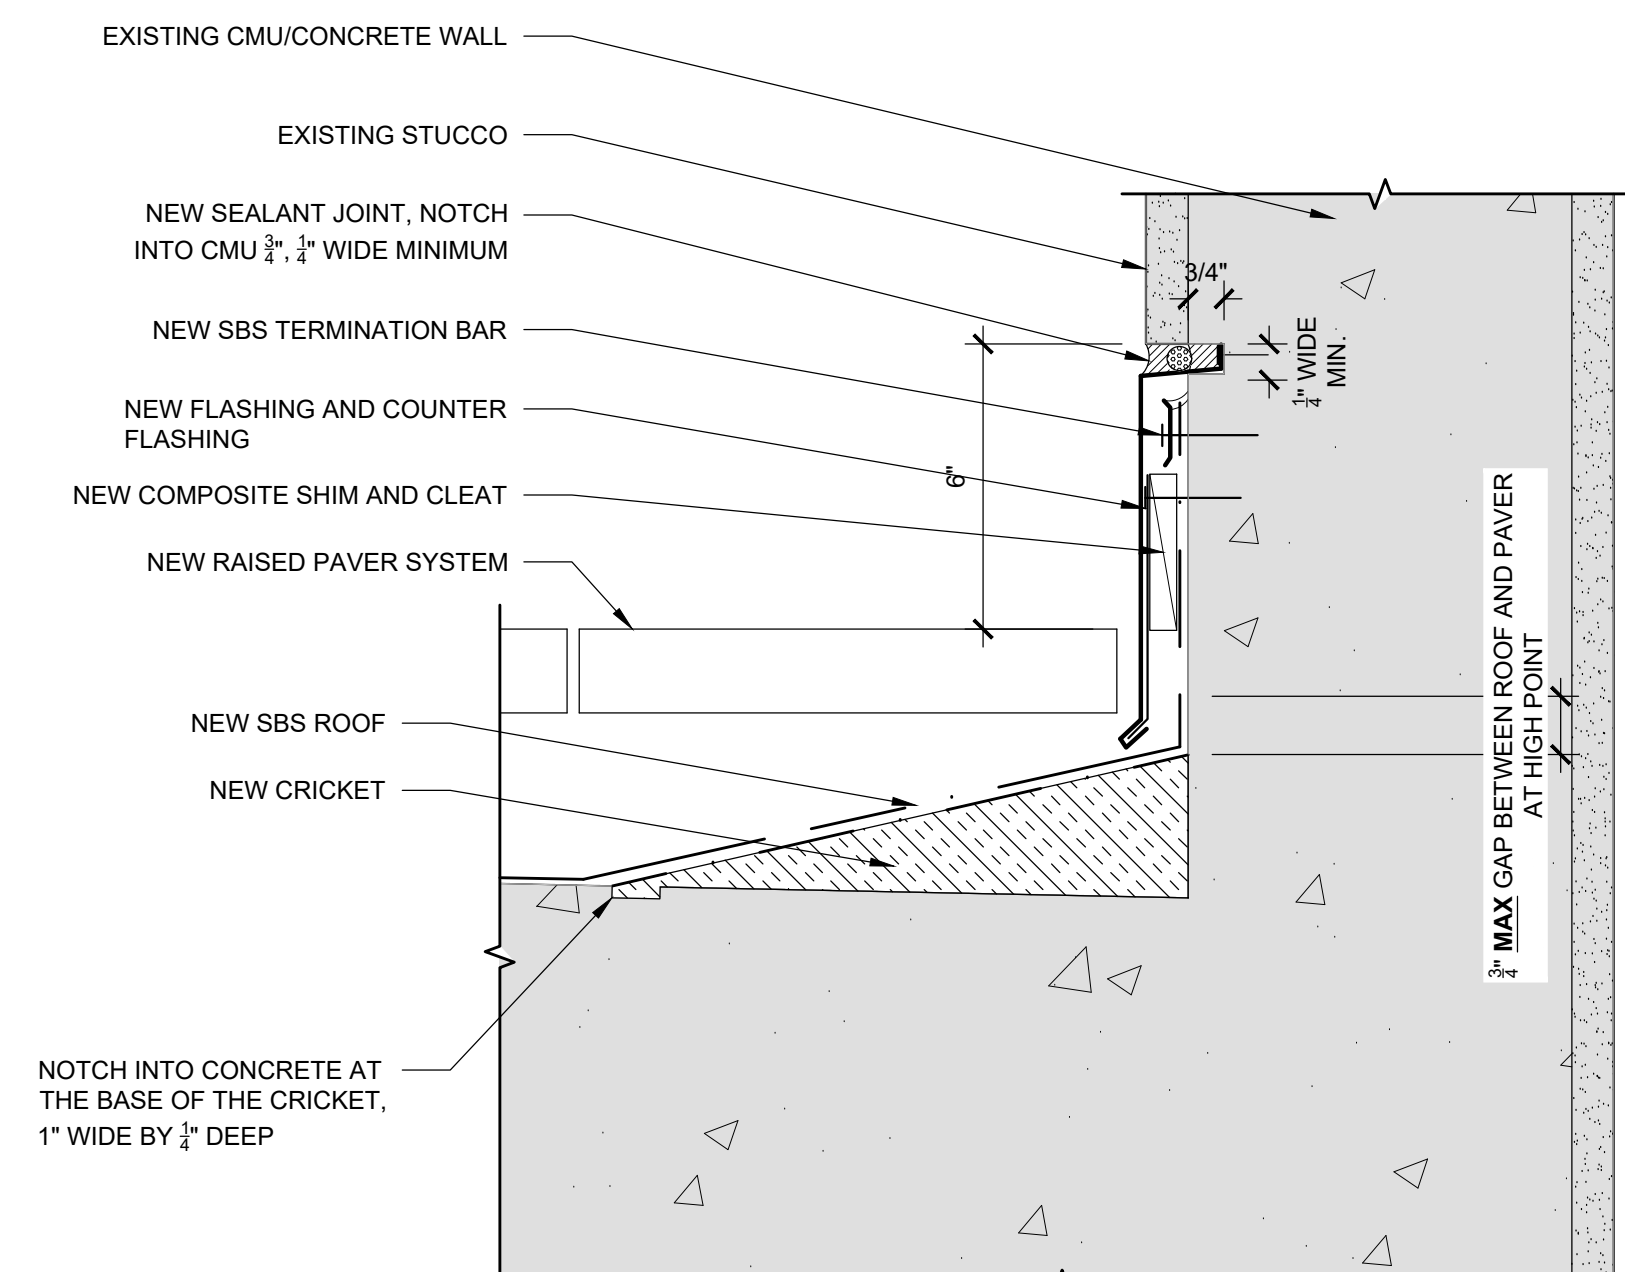 EXISTING CMU/CONCRETE WALL
EXISTING STUCCO
NEW SEALANT JOINT, NOTCH
INTO CMU 3/4", 1/4" WIDE MINIMUM
NEW SBS TERMINATION BAR
NEW FLASHING AND COUNTER
FLASHING
NEW COMPOSITE SHIM AND CLEAT
NEW RAISED PAVER SYSTEM
NEW SBS ROOF
NEW CRICKET
NOTCH INTO CONCRETE AT
THE BASE OF THE CRICKET,
1" WIDE BY 1/4" DEEP
6"
3/4"
1/4" WIDE
MIN.
3/4" MAX GAP BETWEEN ROOF AND PAVER
AT HIGH POINT